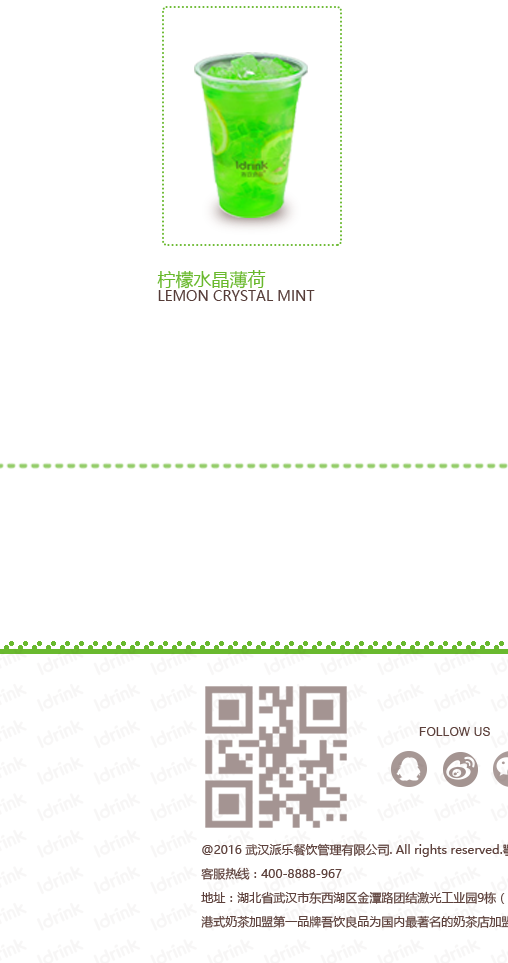 Idrink
柠檬水晶薄荷
LEMON CRYSTAL MINT
FOLLOW US
@2016 武汉派乐餐饮管理有限公司. All rights reserved.鄂
客服热线：400-8888-967
地址：湖北省武汉市东西湖区金潭路团结激光工业园9栋（
港式奶茶加盟第一品牌吾饮良品为国内最著名的奶茶店加盟